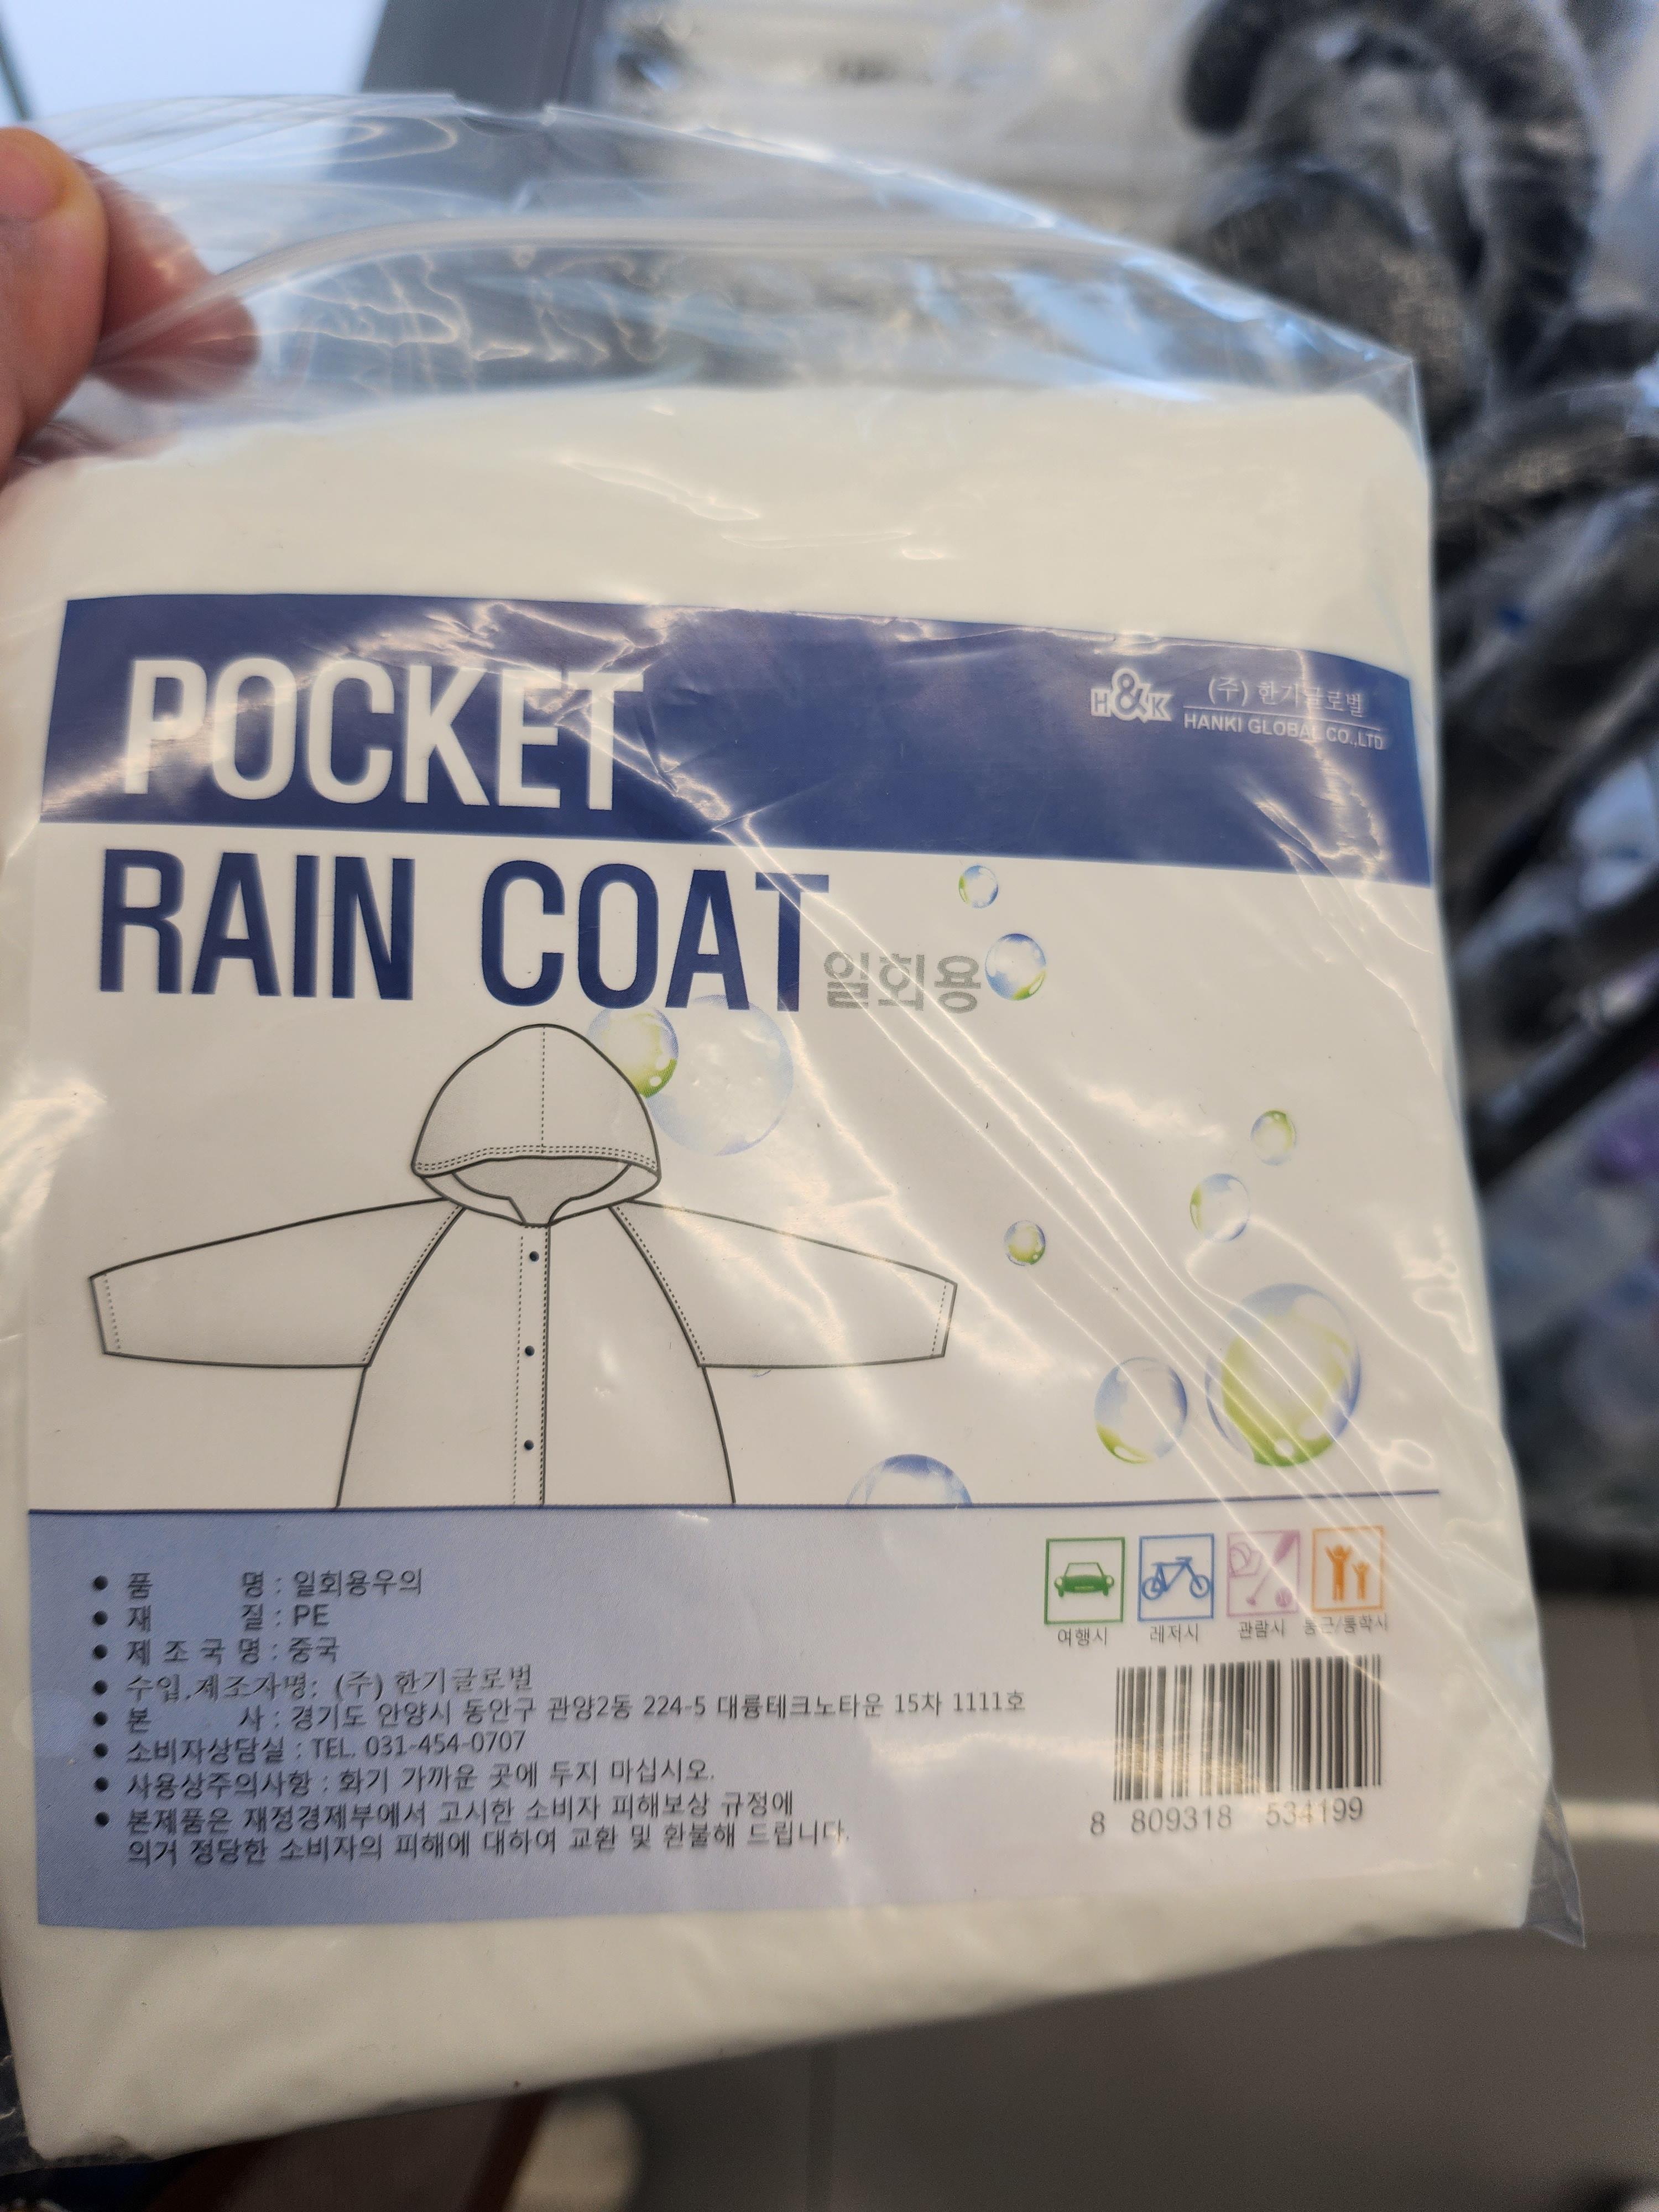 POCKET
H&K
(주) 한기글로벌
HANKI GLOBAL CO.,LTD
RAIN COAT 일회용
여행시 레저시 관람시 통근/통학시
• 품 명 : 일회용우의
• 재 질 : PE
• 제 조 국 명 : 중국
• 수입,제조자명: (주) 한기글로벌
• 본 사 : 경기도 안양시 동안구 관양2동 224-5 대륭테크노타운 15차 1111호
• 소비자상담실 : TEL. 031-454-0707
• 사용상주의사항 : 화기 가까운 곳에 두지 마십시오.
• 본제품은 재정경제부에서 고시한 소비자 피해보상 규정에
의거 정당한 소비자의 피해에 대하여 교환 및 환불해 드립니다.
8 809318 534199